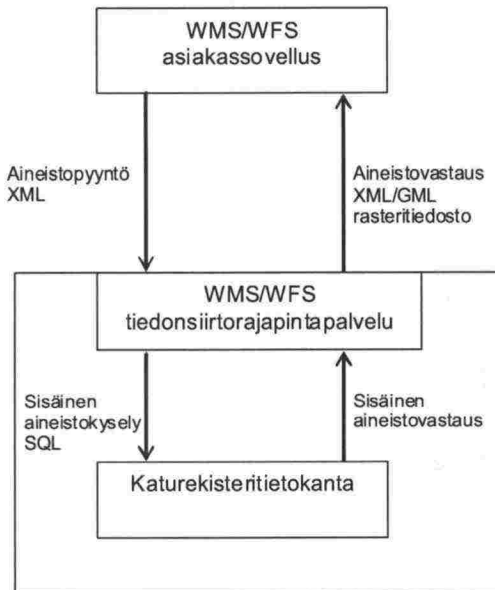 WMS/WFS
asiakassovellus
Aineistopyyntö
XML
Aineistovastaus
XML/GML
rasteritiedosto
WMS/WFS
tiedonsiirtorajapintapalvelu
Sisäinen
aineistokysely
SQL
Sisäinen
aineistovastaus
Katurekisteritietokanta